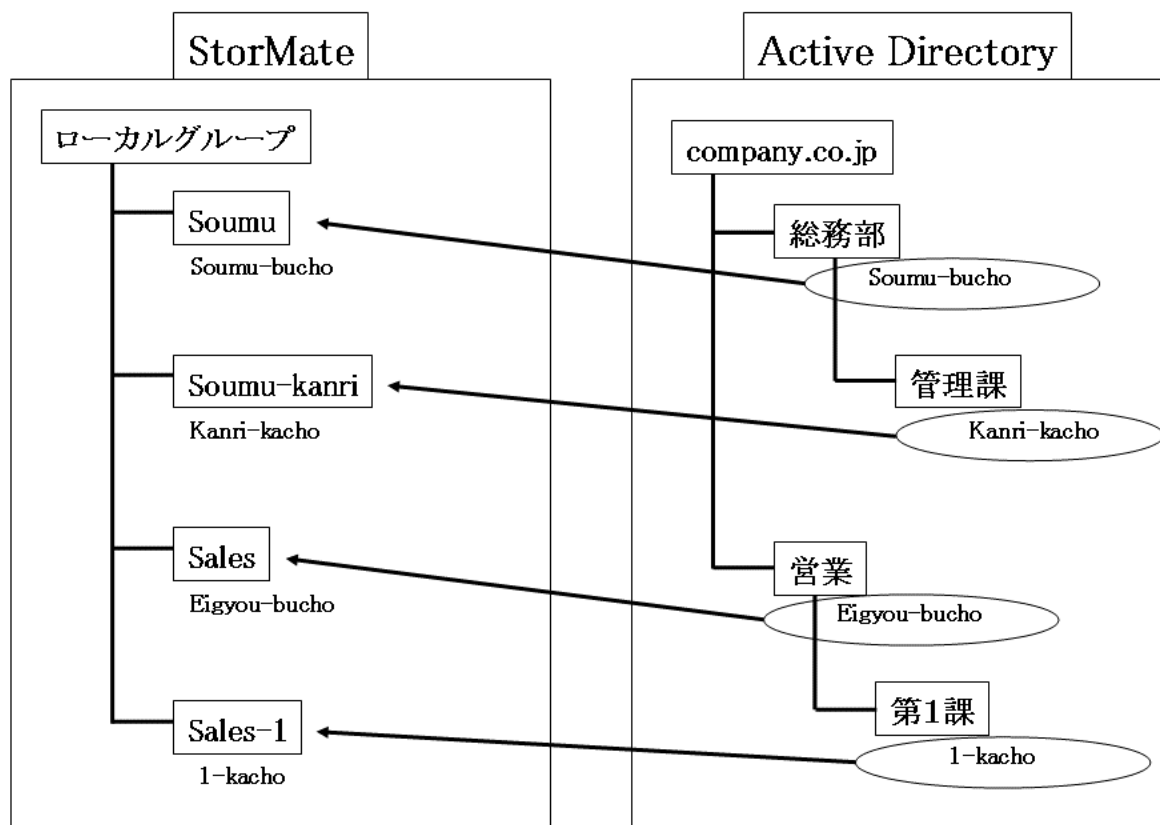 StorMate
ローカルグループ
Soumu
Soumu-bucho
Soumu-kanri
Kanri-kacho
Sales
Eigyou-bucho
Sales-1
1-kacho
Active Directory
company.co.jp
総務部
Soumu-bucho
管理課
Kanri-kacho
営業
Eigyou-bucho
第1課
1-kacho